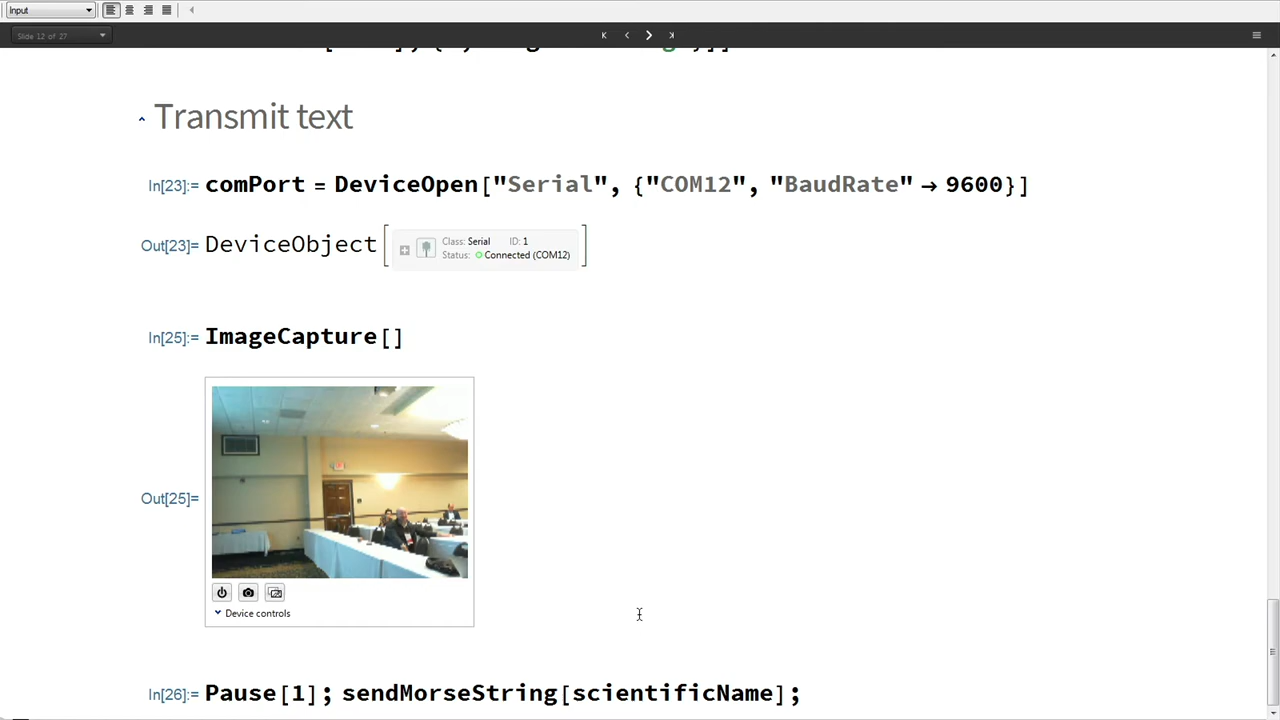 Input
Slide 12 of 27
Transmit text
In[23]:= comPort = DeviceOpen["Serial", {"COM12", "BaudRate" → 9600}]
Out[23]= DeviceObject[
Class: Serial ID: 1
Status: Connected (COM12)
]
In[25]:= ImageCapture[]
Out[25]=
Device controls
In[26]:= Pause[1]; sendMorseString[scientificName];